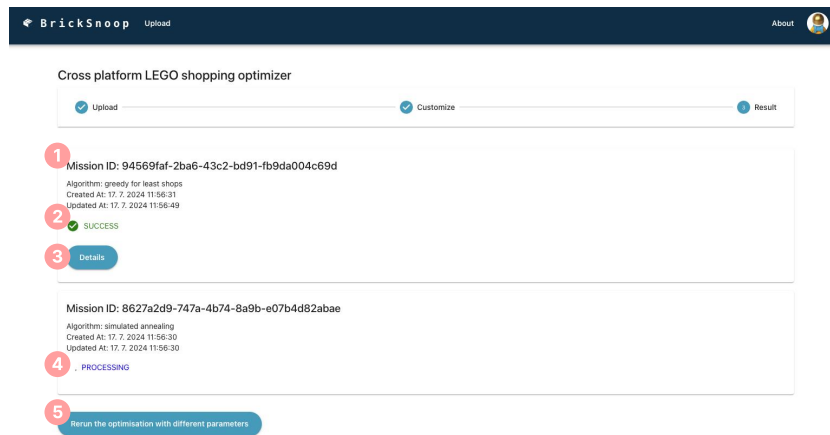 BrickSnoop Upload About
Cross platform LEGO shopping optimizer
Upload Customize 3 Result
1
Mission ID: 94569faf-2ba6-43c2-bd91-fb9da004c69d
Algorithm: greedy for least shops
Created At: 17. 7. 2024 11:56:31
Updated At: 17. 7. 2024 11:56:49
2 SUCCESS
3 Details
Mission ID: 8627a2d9-747a-4b74-8a9b-e07b4d82abae
Algorithm: simulated annealing
Created At: 17. 7. 2024 11:56:30
Updated At: 17. 7. 2024 11:56:30
4 PROCESSING
5
Rerun the optimisation with different parameters